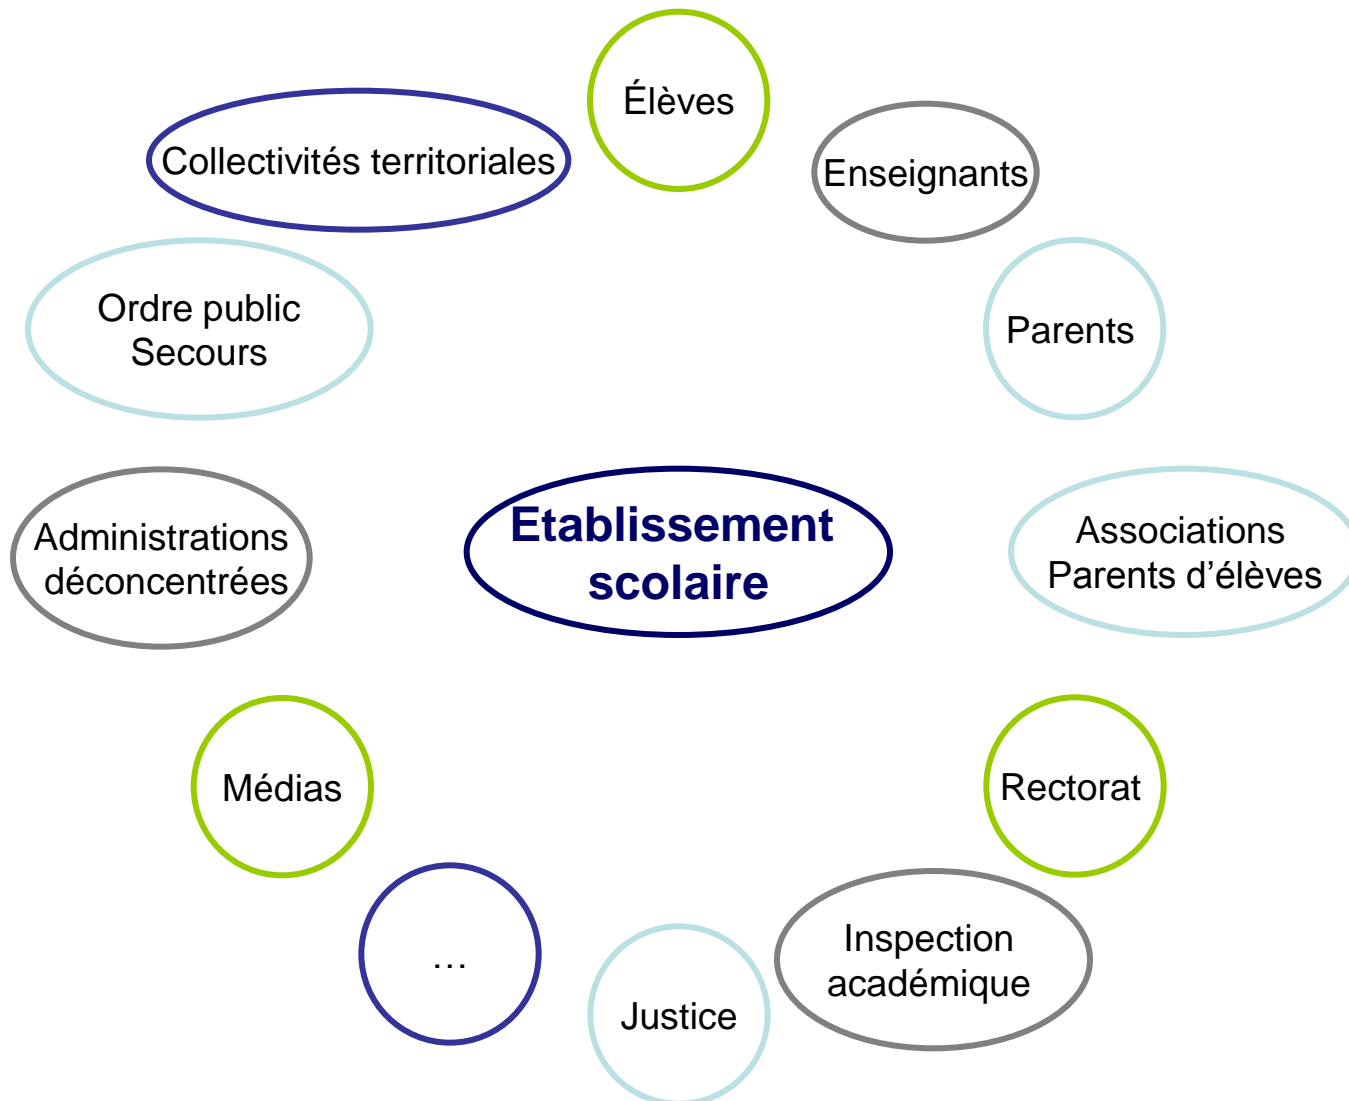 Élèves
Collectivités territoriales
Enseignants
Ordre public
Secours
Parents
Etablissement
scolaire
Administrations
déconcentrées
Associations
Parents d’élèves
Médias
Rectorat
…
Inspection
académique
Justice